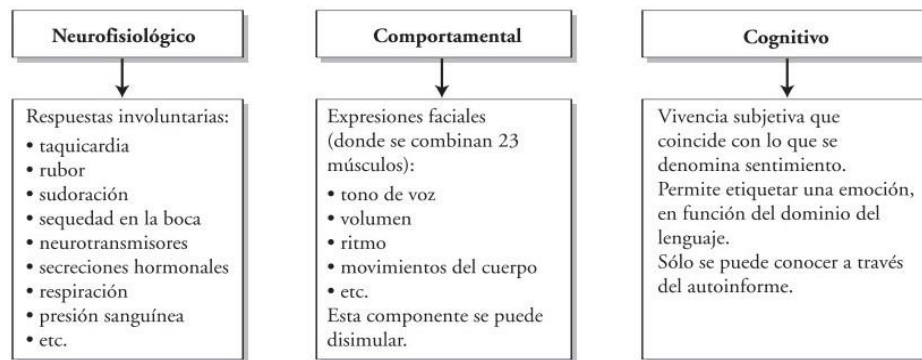 Neurofisiológico
Respuestas involuntarias:
• taquicardia
• rubor
• sudoración
• sequedad en la boca
• neurotransmisores
• secreciones hormonales
• respiración
• presión sanguínea
• etc.
Comportamental
Expresiones faciales
(donde se combinan 23
músculos):
• tono de voz
• volumen
• ritmo
• movimientos del cuerpo
• etc.
Esta componente se puede
disimular.
Cognitivo
Vivencia subjetiva que
coincide con lo que se
denomina sentimiento.
Permite etiquetar una emoción,
en función del dominio del
lenguaje.
Sólo se puede conocer a través
del autoinforme.